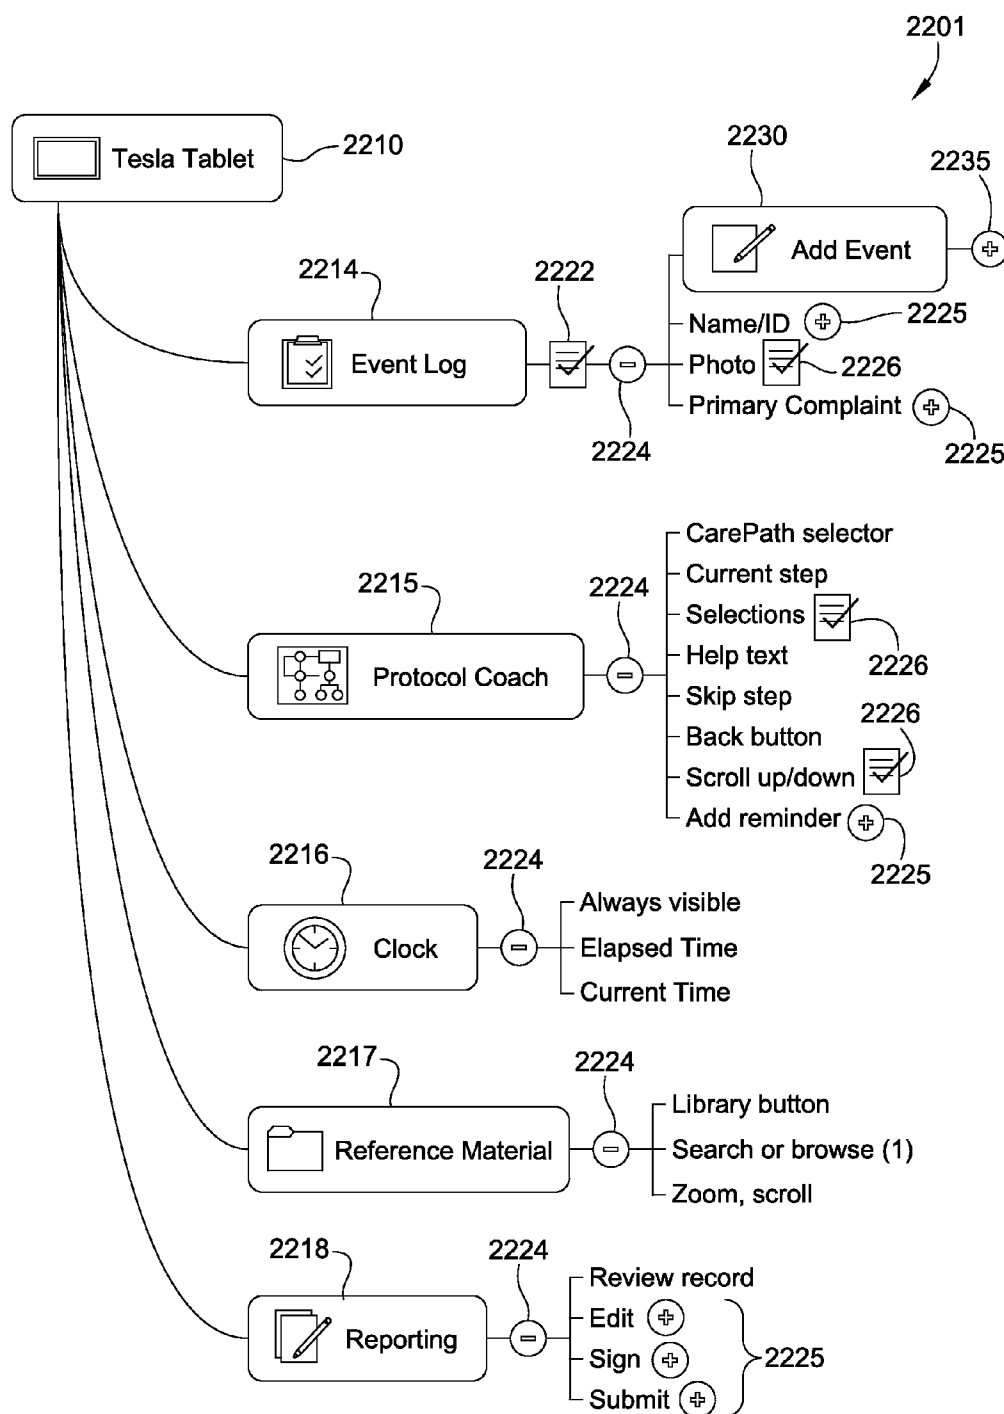 2201
Tesla Tablet
2210
2230
2235
Add Event
2214
2222
Event Log
Name/ID
2225
Photo
2226
Primary Complaint
2224
2225
CarePath selector
Current step
2215
2224
Selections
2226
Protocol Coach
Help text
Skip step
2226
Back button
Scroll up/down
Add reminder
2225
2216
2224
Clock
Always visible
Elapsed Time
Current Time
2217
2224
Reference Material
Library button
Search or browse (1)
Zoom, scroll
2218
2224
Reporting
Review record
Edit
Sign
2225
Submit